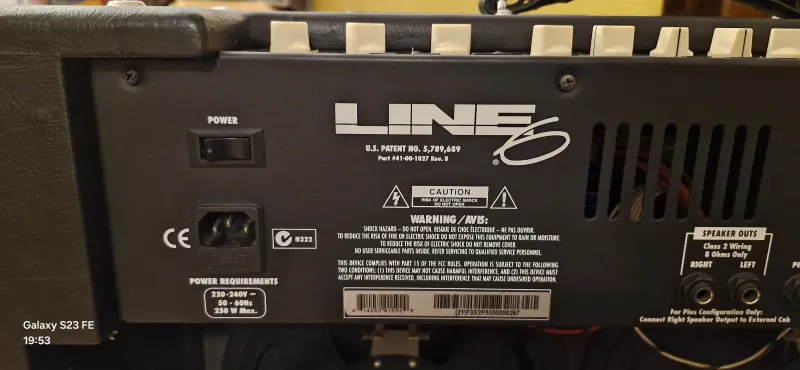 POWER
LINE 6
®
U.S. PATENT NO. 5,789,689
Part #41-00-1027 Rev. B
CAUTION
RISK OF ELECTRIC SHOCK
DO NOT OPEN
WARNING/AVIS:
SHOCK HAZARD – DO NOT OPEN. RISQUE DE CHOC ÉLECTRIQUE – NE PAS OUVRIR.
TO REDUCE THE RISK OF FIRE OR ELECTRIC SHOCK DO NOT EXPOSE THIS EQUIPMENT TO RAIN OR MOISTURE.
TO REDUCE THE RISK OF ELECTRIC SHOCK DO NOT REMOVE COVER.
NO USER SERVICEABLE PARTS INSIDE. REFER SERVICING TO QUALIFIED SERVICE PERSONNEL.
THIS DEVICE COMPLIES WITH PART 15 OF THE FCC RULES. OPERATION IS SUBJECT TO THE FOLLOWING
TWO CONDITIONS: (1) THIS DEVICE MAY NOT CAUSE HARMFUL INTERFERENCE, AND (2) THIS DEVICE MUST
ACCEPT ANY INTERFERENCE RECEIVED, INCLUDING INTERFERENCE THAT MAY CAUSE UNDESIRED OPERATION.
CE
N222
POWER REQUIREMENTS
220-240V ~
50 - 60Hz
250 W Max.
(21)F3X2P5350000267
SPEAKER OUTS
Class 2 Wiring
8 Ohms Only
RIGHT LEFT
For Plus Configuration Only:
Connect Right Speaker Output to External Cab
Galaxy S23 FE
19:53